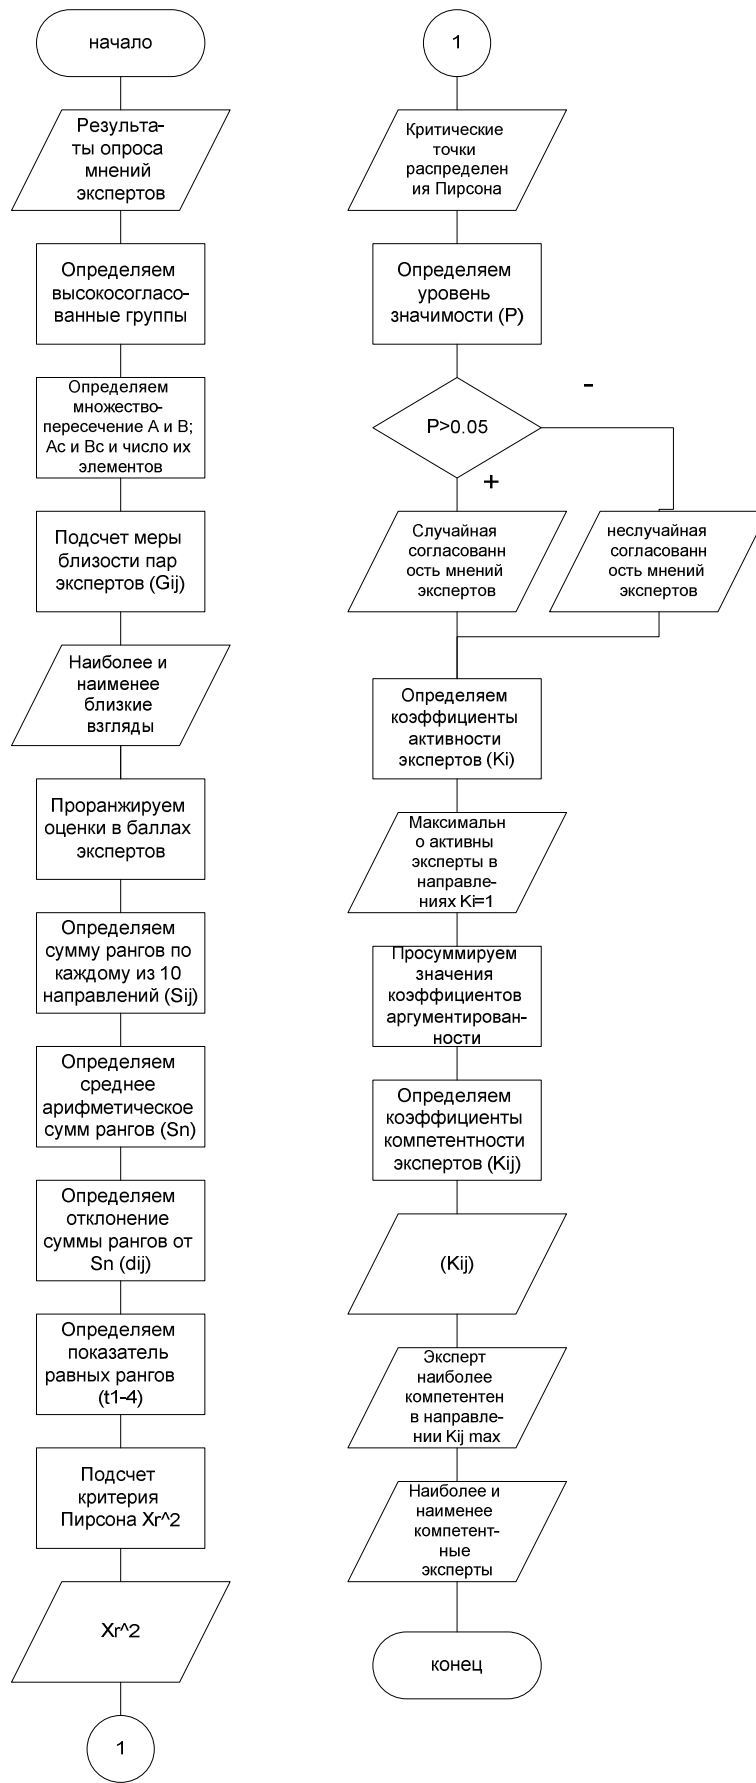 начало
Результа-
ты опроса
мнений
экспертов
Определяем
высокосогласо-
ванные группы
Определяем
множество-
пересечение А и В;
Ас и Вс и число их
элементов
Подсчет меры
близости пар
экспертов (Gij)
Наиболее и
наименее
близкие
взгляды
Проранжируем
оценки в баллах
экспертов
Определяем
сумму рангов по
каждому из 10
направлений (Sij)
Определяем
среднее
арифметическое
сумм рангов (Sn)
Определяем
отклонение
суммы рангов от
Sn (dij)
Определяем
показатель
равных рангов
(t1-4)
Подсчет
критерия
Пирсона Xr^2
Xr^2
1
1
Критические
точки
распределен
ия Пирсона
Определяем
уровень
значимости (P)
P>0.05
-
+
Случайная
согласованн
ость мнений
экспертов
неслучайная
согласованн
ость мнений
экспертов
Определяем
коэффициенты
активности
экспертов (Ki)
Максимальн
о активны
эксперты в
направле-
ниях Ki=1
Просуммируем
значения
коэффициентов
аргументирован-
ности
Определяем
коэффициенты
компетентности
экспертов (Kij)
(Kij)
Эксперт
наиболее
компетентен
в направле-
нии Kij max
Наиболее и
наименее
компетент-
ные
эксперты
конец